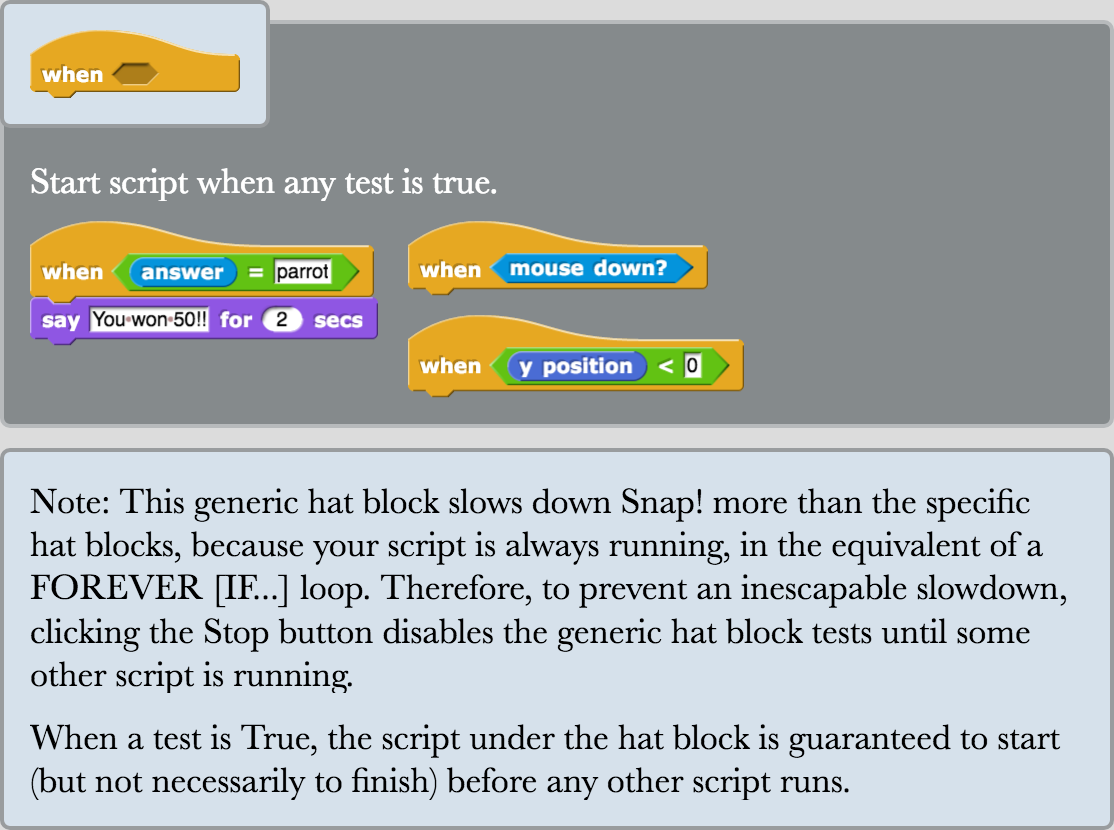 when
Start script when any test is true.
when answer = parrot
say You won 50!! for 2 secs
when mouse down?
when y position < 0
Note: This generic hat block slows down Snap! more than the specific
hat blocks, because your script is always running, in the equivalent of a
FOREVER [IF...] loop. Therefore, to prevent an inescapable slowdown,
clicking the Stop button disables the generic hat block tests until some
other script is running.
When a test is True, the script under the hat block is guaranteed to start
(but not necessarily to finish) before any other script runs.